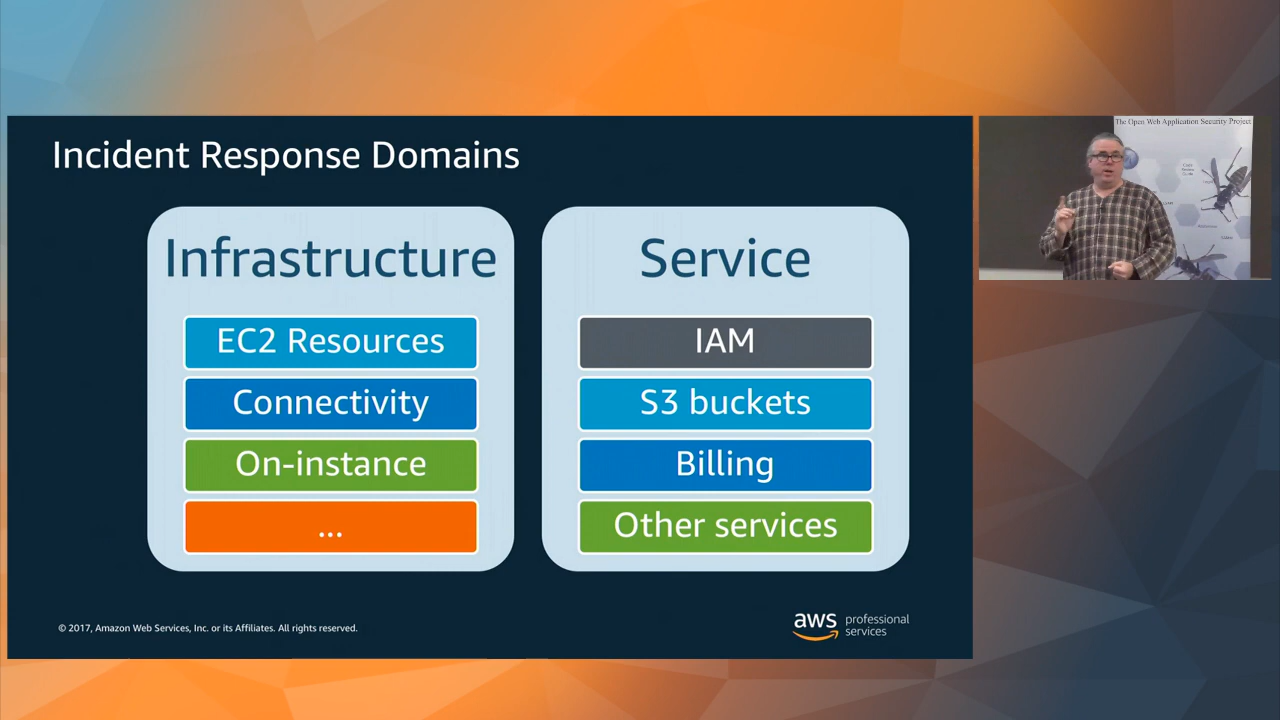 Incident Response Domains
Infrastructure
EC2 Resources
Connectivity
On-instance
...
Service
IAM
S3 buckets
Billing
Other services
© 2017, Amazon Web Services, Inc. or its Affiliates. All rights reserved.
aws professional
services
The Open Web Application Security Project